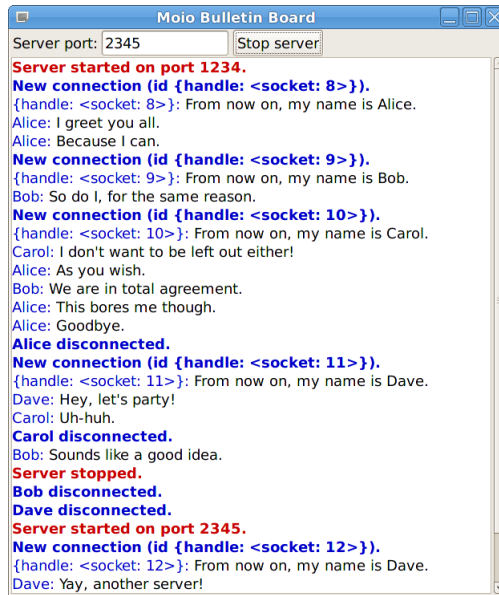 Moio Bulletin Board
Server port: 2345 Stop server
Server started on port 1234.
New connection (id {handle: <socket: 8>}).
{handle: <socket: 8>}: From now on, my name is Alice.
Alice: I greet you all.
Alice: Because I can.
New connection (id {handle: <socket: 9>}).
{handle: <socket: 9>}: From now on, my name is Bob.
Bob: So do I, for the same reason.
New connection (id {handle: <socket: 10>}).
{handle: <socket: 10>}: From now on, my name is Carol.
Carol: I don't want to be left out either!
Alice: As you wish.
Bob: We are in total agreement.
Alice: This bores me though.
Alice: Goodbye.
Alice disconnected.
New connection (id {handle: <socket: 11>}).
{handle: <socket: 11>}: From now on, my name is Dave.
Dave: Hey, let's party!
Carol: Uh-huh.
Carol disconnected.
Bob: Sounds like a good idea.
Server stopped.
Bob disconnected.
Dave disconnected.
Server started on port 2345.
New connection (id {handle: <socket: 12>}).
{handle: <socket: 12>}: From now on, my name is Dave.
Dave: Yay, another server!